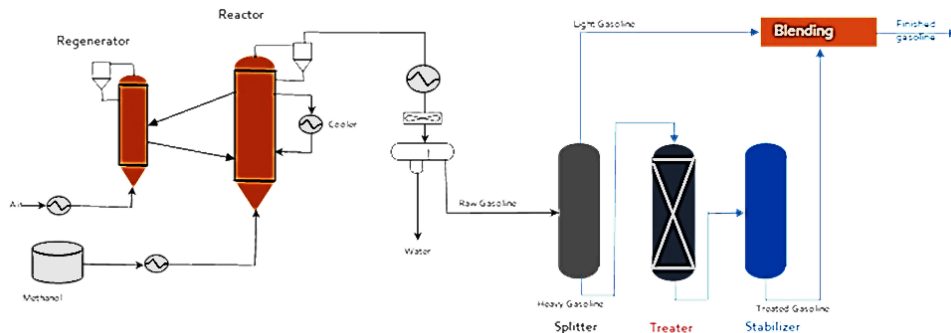 Reactor
Regenerator
Light Gasoline
Blending
Finished
gasoline
Cooler
Air
Raw Gasoline
Water
Methanol
Heavy Gasoline
Treated Gasoline
Splitter
Treater
Stabilizer